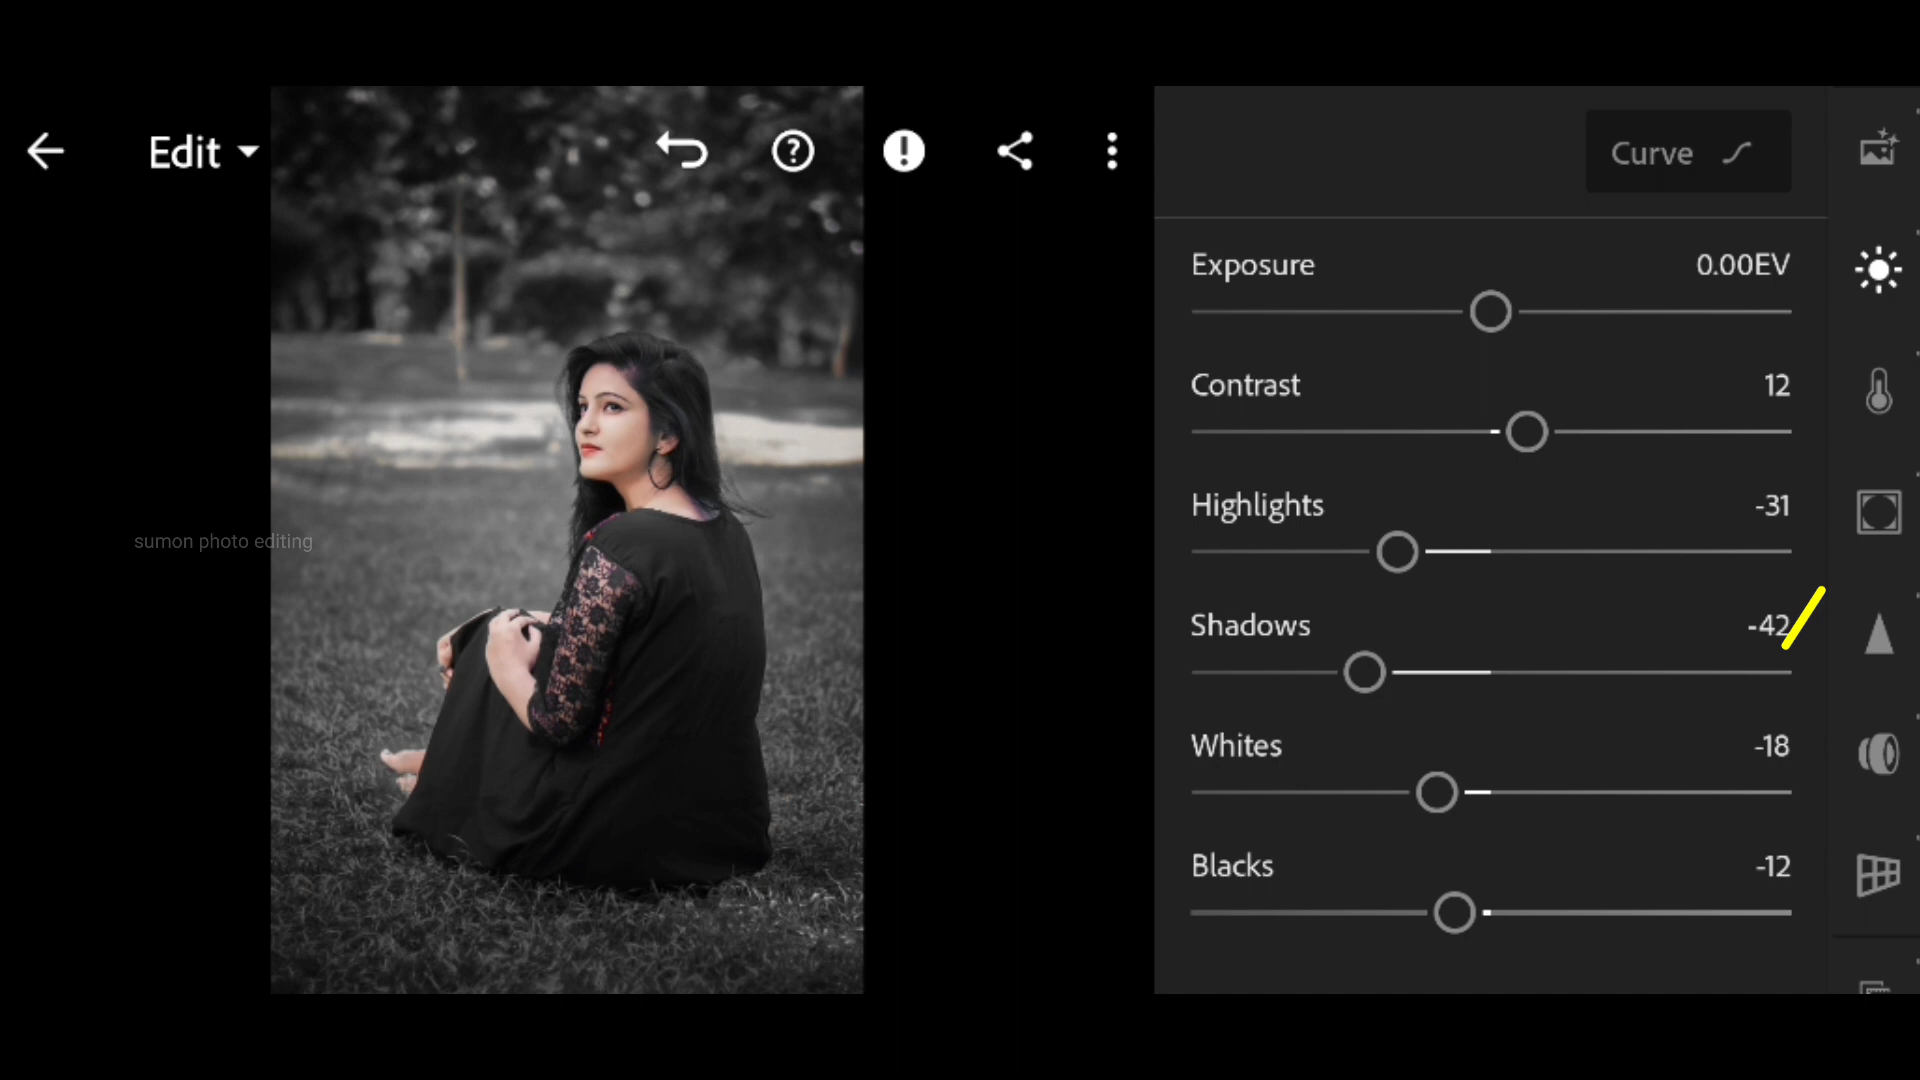 Edit
Curve
Exposure 0.00EV
Contrast 12
Highlights -31
sumon photo editing
Shadows -42
Whites -18
Blacks -12